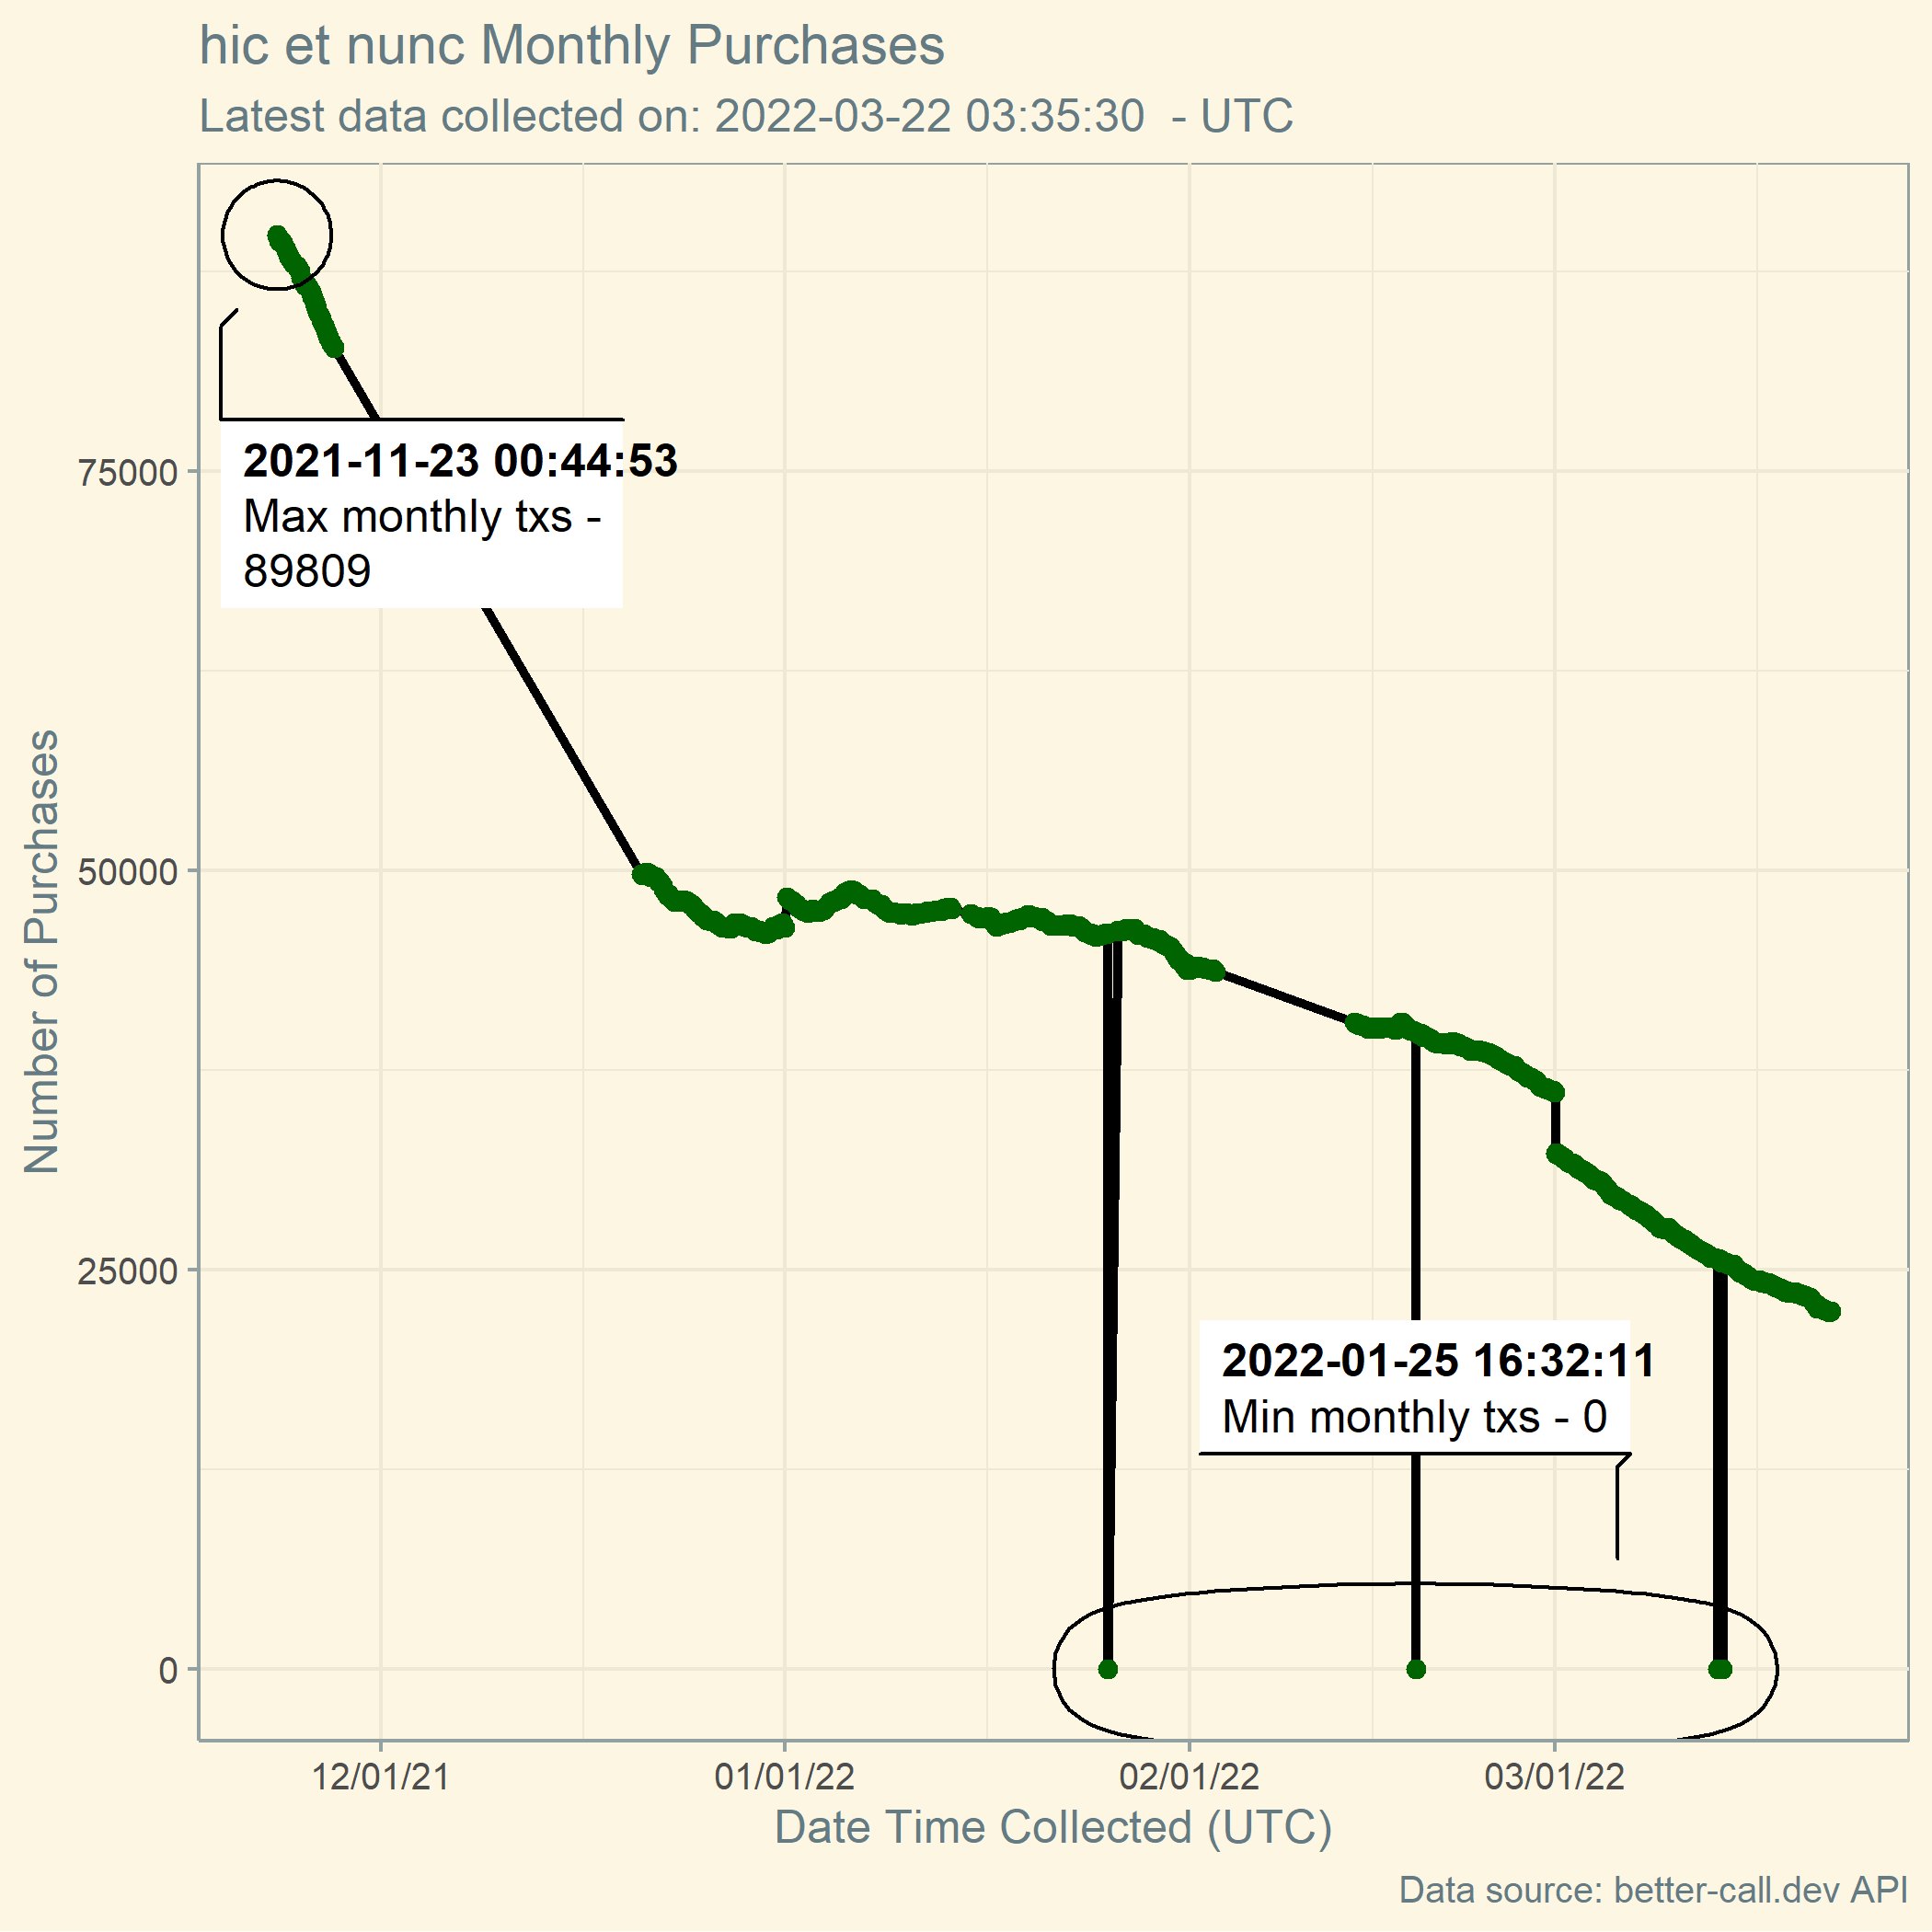 hic et nunc Monthly Purchases
Latest data collected on: 2022-03-22 03:35:30  - UTC
Number of Purchases
75000
50000
25000
0
2021-11-23 00:44:53
Max monthly txs -
89809
2022-01-25 16:32:11
Min monthly txs - 0
12/01/21 01/01/22 02/01/22 03/01/22
Date Time Collected (UTC)
Data source: better-call.dev API